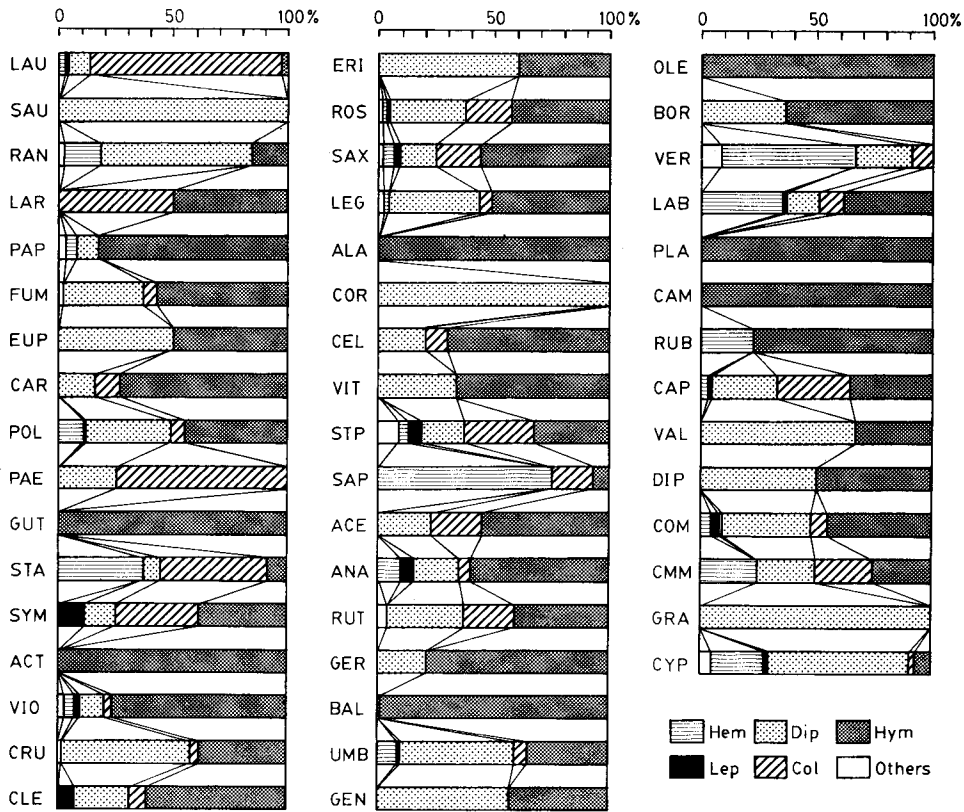 0 50 100%
LAU
SAU
RAN
LAR
PAP
FUM
EUP
CAR
POL
PAE
GUT
STA
SYM
ACT
VIO
CRU
CLE
0 50 100%
ERI
ROS
SAX
LEG
ALA
COR
CEL
VIT
STP
SAP
ACE
ANA
RUT
GER
BAL
UMB
GEN
0 50 100%
OLE
BOR
VER
LAB
PLA
CAM
RUB
CAP
VAL
DIP
COM
CMM
GRA
CYP
Hem Dip Hym
Lep Col Others